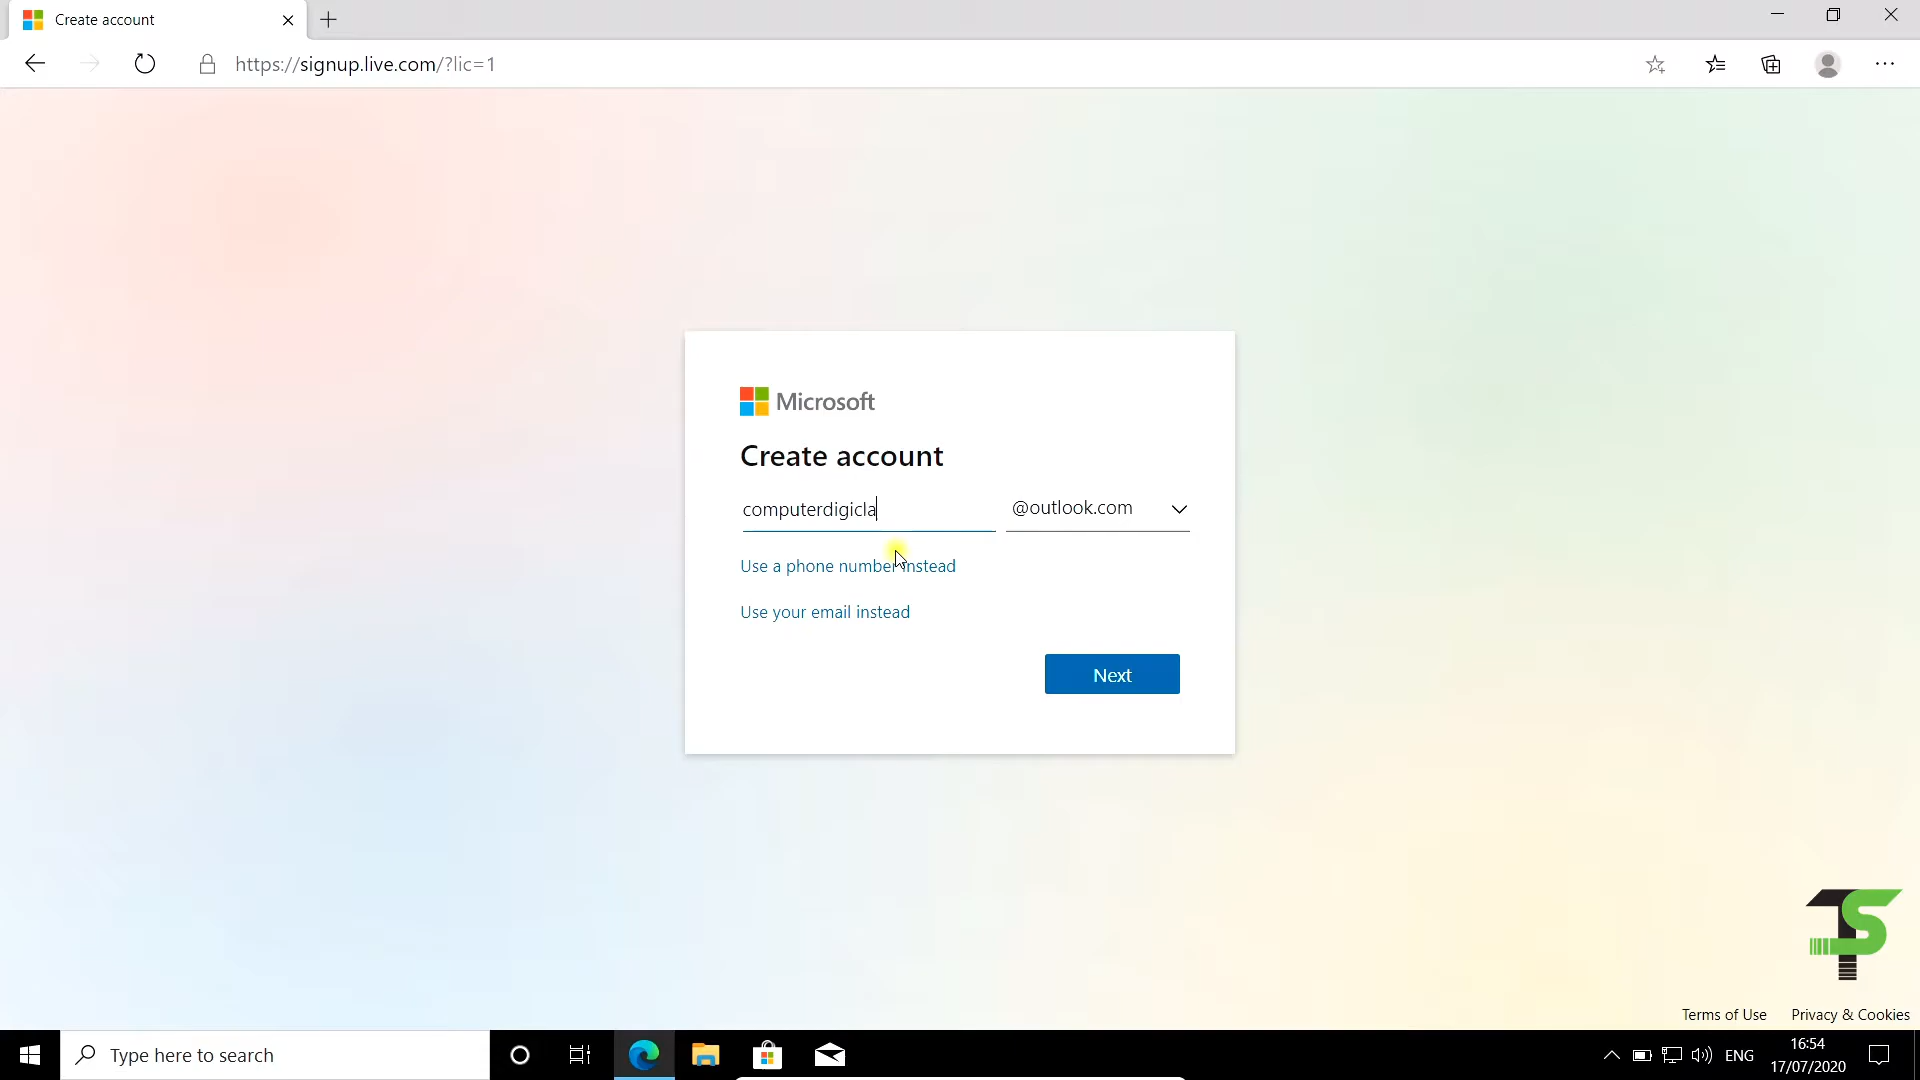 Create account
https://signup.live.com/?lic=1
Microsoft
Create account
computerdigicla
@outlook.com
Use a phone number instead
Use your email instead
Next
TS
Terms of Use
Privacy & Cookies
Type here to search
ENG
16:54
17/07/2020